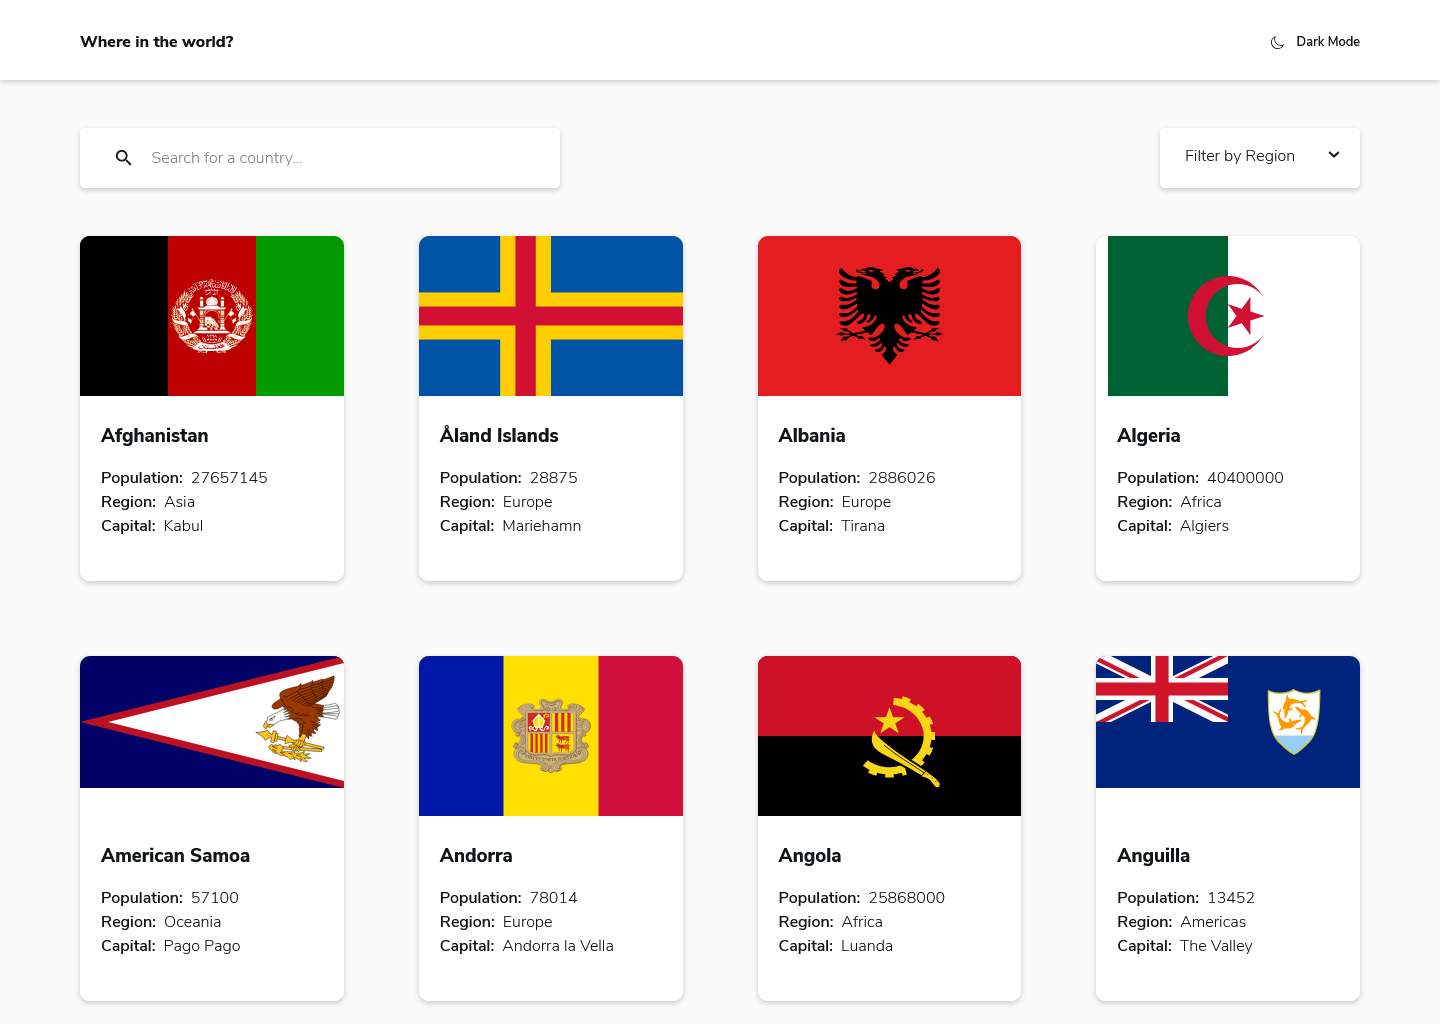 Where in the world?
Dark Mode
Search for a country...
Filter by Region
Afghanistan
Population: 27657145
Region: Asia
Capital: Kabul
Åland Islands
Population: 28875
Region: Europe
Capital: Mariehamn
Albania
Population: 2886026
Region: Europe
Capital: Tirana
Algeria
Population: 40400000
Region: Africa
Capital: Algiers
American Samoa
Population: 57100
Region: Oceania
Capital: Pago Pago
Andorra
Population: 78014
Region: Europe
Capital: Andorra la Vella
Angola
Population: 25868000
Region: Africa
Capital: Luanda
Anguilla
Population: 13452
Region: Americas
Capital: The Valley